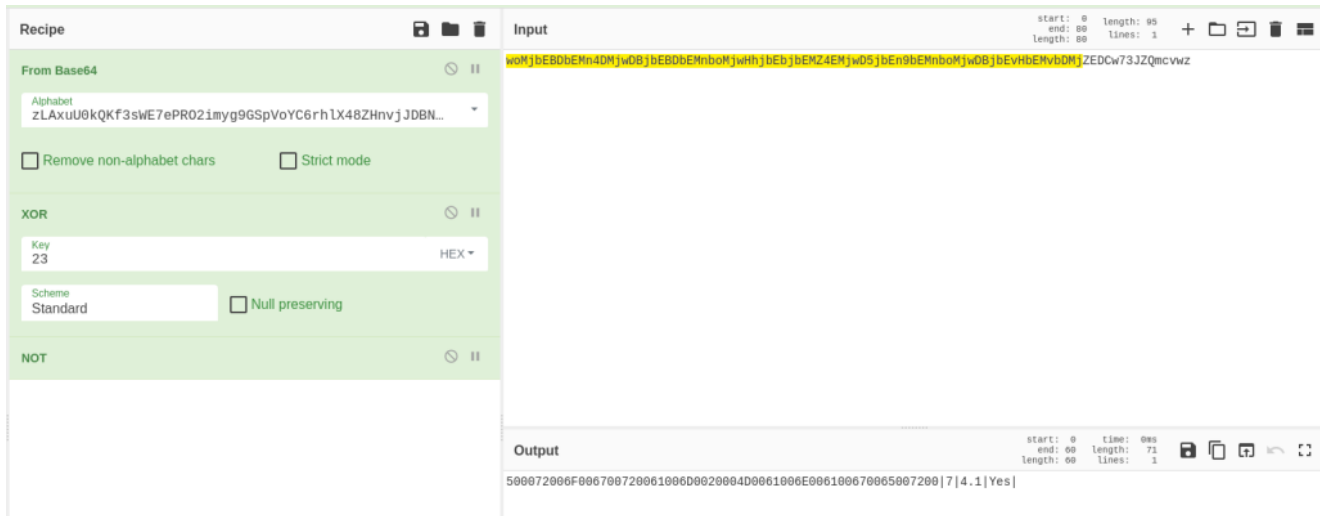 Recipe
From Base64
Alphabet
zLAxuU0kQKf3sWE7ePRO2imyg9GSpVoYC6rhlX48ZHnvjJDBN…
Remove non-alphabet chars
Strict mode
XOR
Key
23
HEX
Scheme
Standard
Null preserving
NOT
Input
start: 0
end: 80
length: 80
length: 95
lines: 1
woMjbEBDbEMn4DMjwDBjbEBDbEMnboMjwHhjbEbjbEMZ4EMjwD5jbEn9bEMnboMjwDBjbEvHbEMvbDMjZEDCw73JZQmcvwz
Output
start: 0
end: 60
length: 60
time: 0ms
length: 71
lines: 1
500072006F006700720061006D0020004D0061006E006100670065007200|7|4.1|Yes|